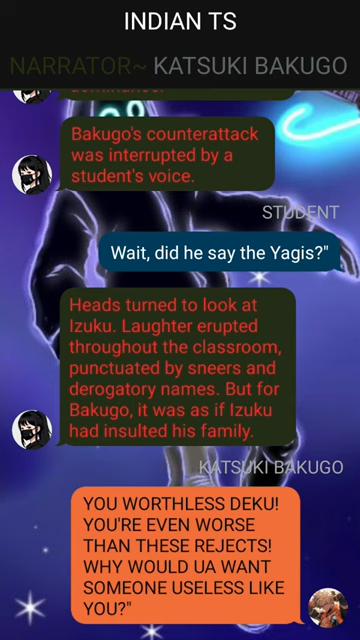 INDIAN TS
NARRATOR~ KATSUKI BAKUGO
dominance.
Bakugo's counterattack
was interrupted by a
student's voice.
STUDENT
Wait, did he say the Yagis?"
Heads turned to look at
Izuku. Laughter erupted
throughout the classroom,
punctuated by sneers and
derogatory names. But for
Bakugo, it was as if Izuku
had insulted his family.
KATSUKI BAKUGO
YOU WORTHLESS DEKU!
YOU'RE EVEN WORSE
THAN THESE REJECTS!
WHY WOULD UA WANT
SOMEONE USELESS LIKE
YOU?"